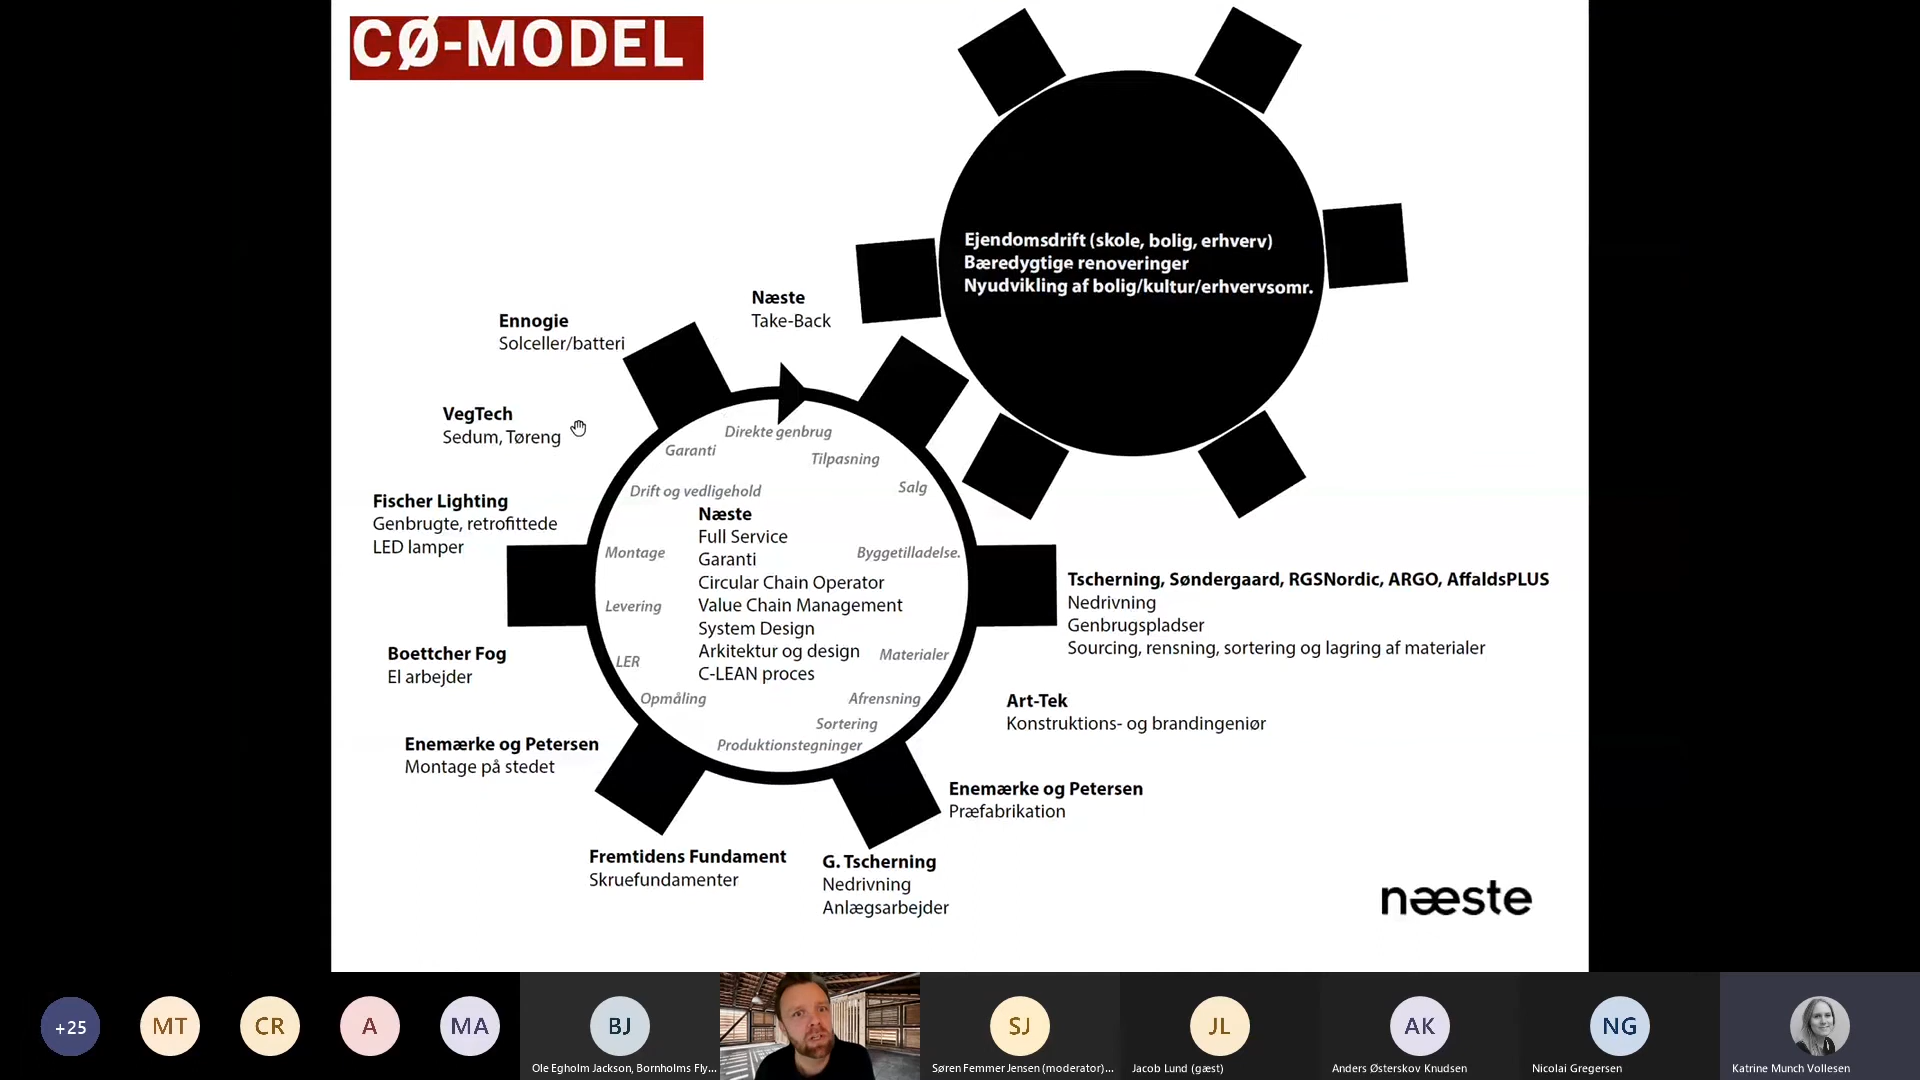 CØ-MODEL
Ejendomsdrift (skole, bolig, erhverv)
Bæredygtige renoveringer
Nyudvikling af bolig/kultur/erhvervsomr.
Næste
Take-Back
Ennogie
Solceller/batteri
VegTech
Sedum, Tøreng
Fischer Lighting
Genbrugte, retrofittede
LED lamper
Boettcher Fog
El arbejder
Enemærke og Petersen
Montage på stedet
Fremtidens Fundament
Skruefundamenter
G. Tscherning
Nedrivning
Anlægsarbejder
Enemærke og Petersen
Præfabrikation
Art-Tek
Konstruktions- og brandingeniør
Tscherning, Søndergaard, RGSNordic, ARGO, AffaldsPLUS
Nedrivning
Genbrugspladser
Sourcing, rensning, sortering og lagring af materialer
Direkte genbrug
Garanti
Tilpasning
Drift og vedligehold
Salg
Montage
Byggetilladelse.
Levering
LER
Materialer
Opmåling
Afrensning
Sortering
Produktionstegninger
Næste
Full Service
Garanti
Circular Chain Operator
Value Chain Management
System Design
Arkitektur og design
C-LEAN proces
næste
+25
MT
CR
A
MA
BJ
Ole Egholm Jackson, Bornholms Fly...
SJ
Søren Femmer Jensen (moderator)...
JL
Jacob Lund (gæst)
AK
Anders Østerskov Knudsen
NG
Nicolai Gregersen
Katrine Munch Vollesen